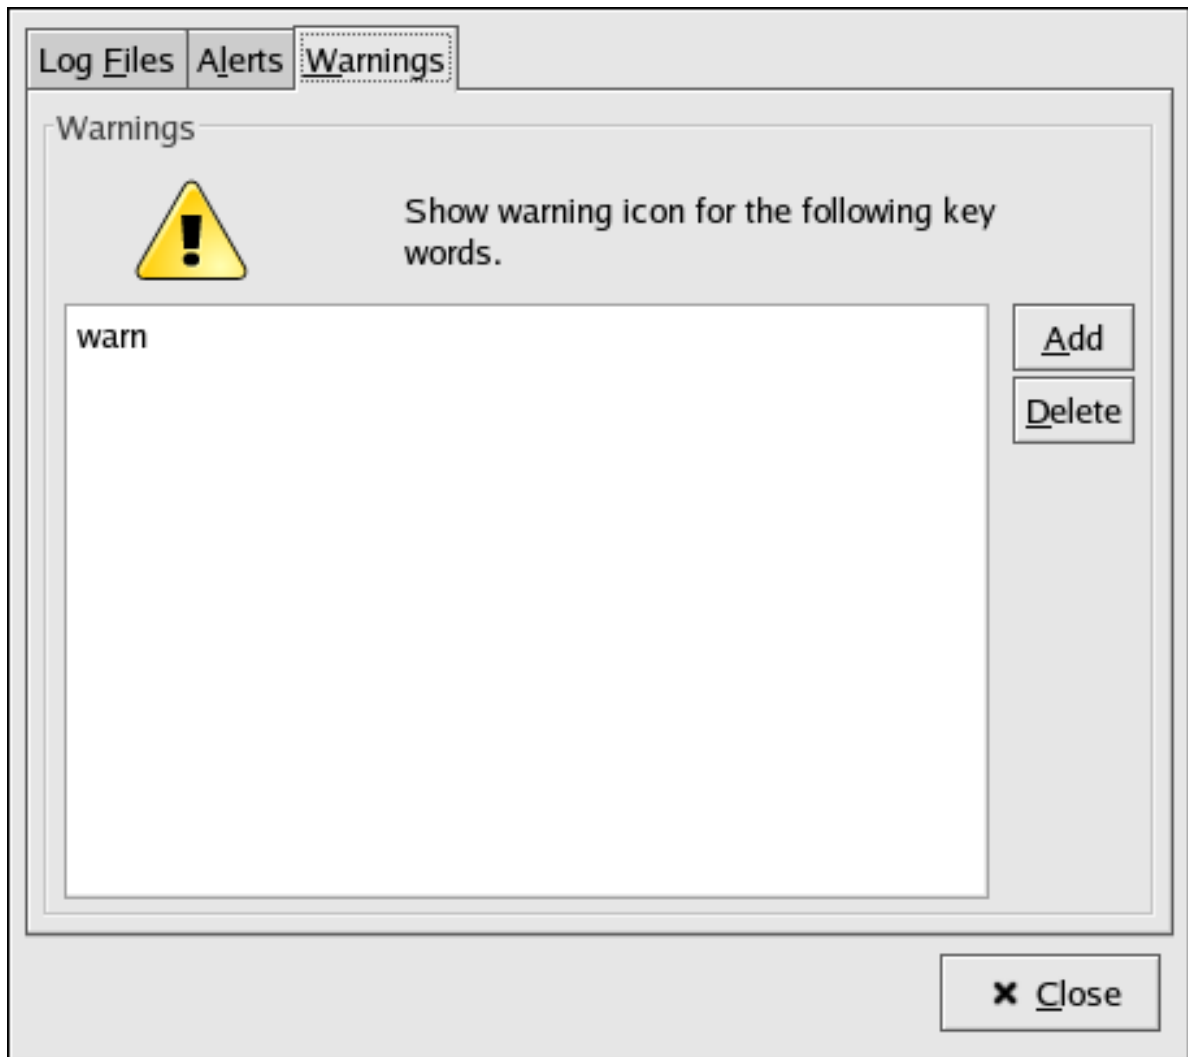 Log Files Alerts Warnings
Warnings
Show warning icon for the following key
words.
warn
Add
Delete
Close